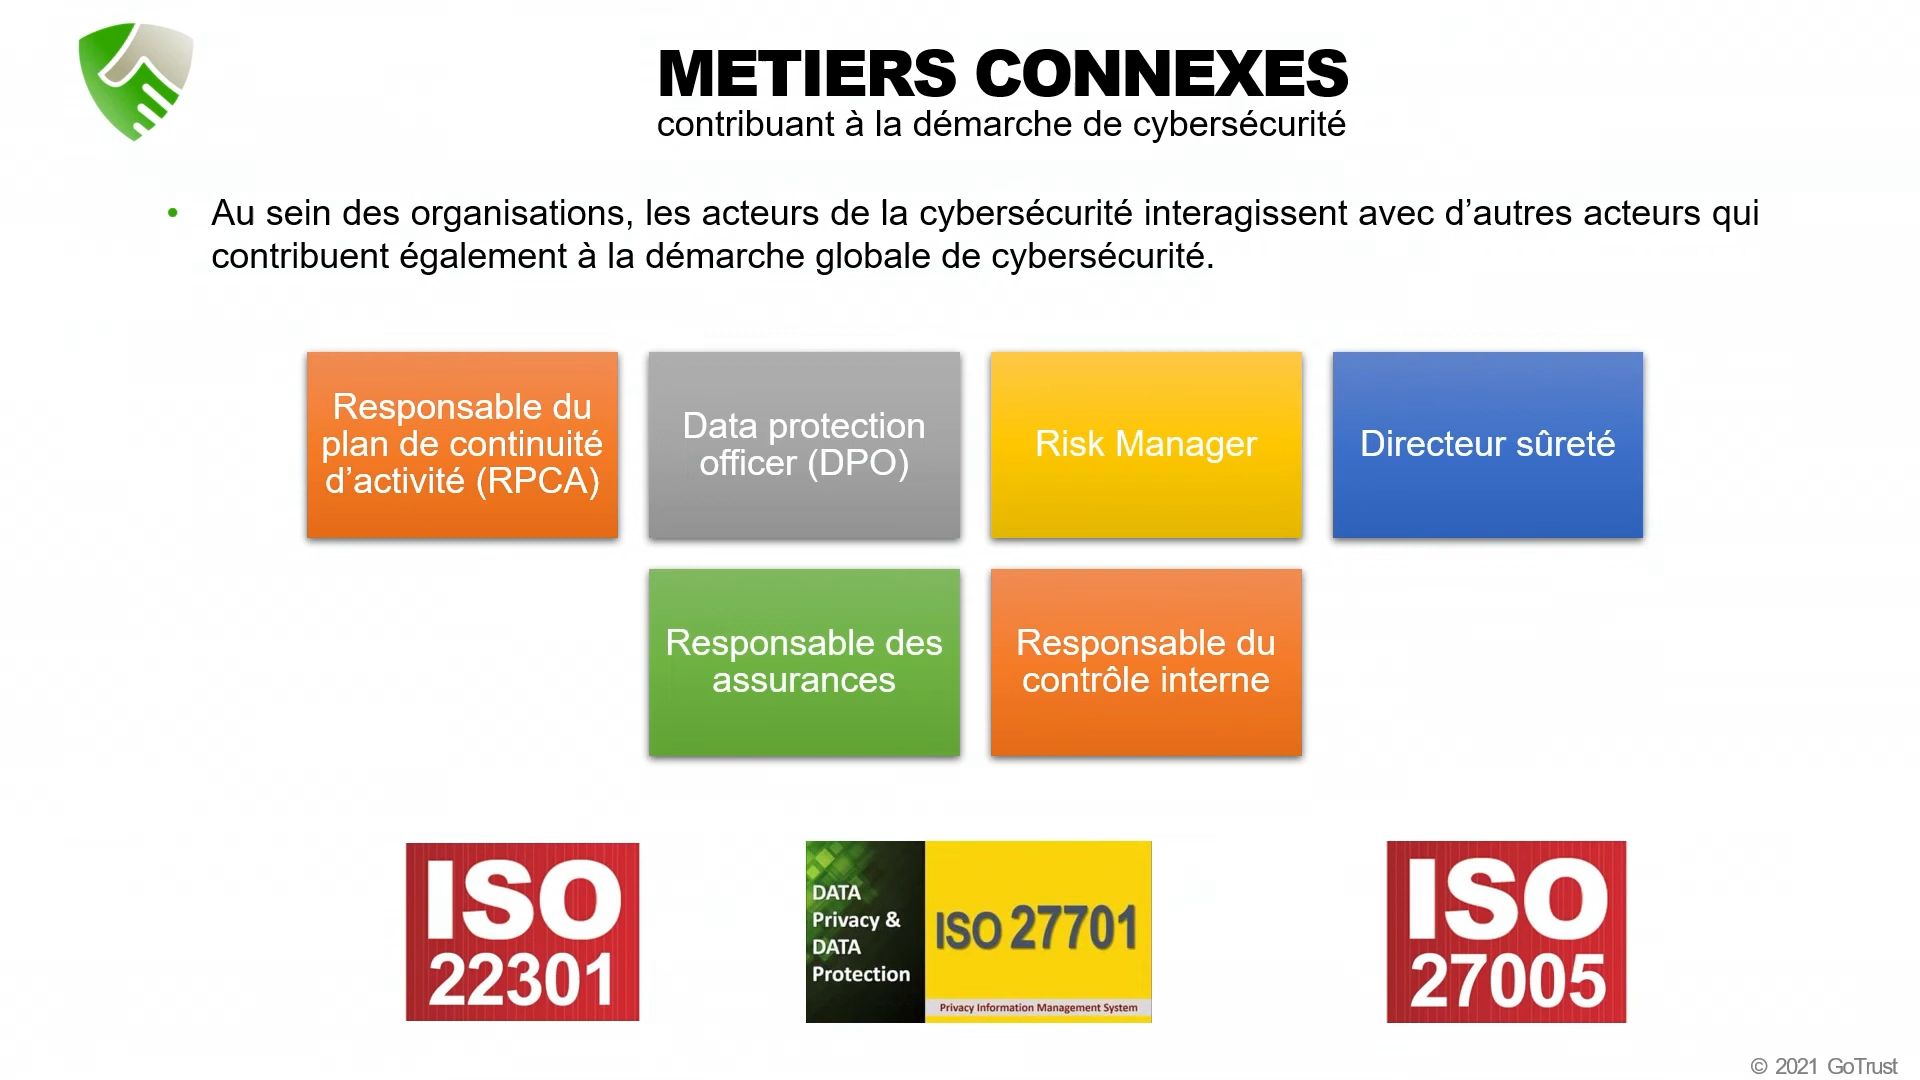 METIERS CONNEXES
contribuant à la démarche de cybersécurité
• Au sein des organisations, les acteurs de la cybersécurité interagissent avec d’autres acteurs qui
contribuent également à la démarche globale de cybersécurité.
Responsable du
plan de continuité
d’activité (RPCA)
Data protection
officer (DPO)
Risk Manager
Directeur sûreté
Responsable des
assurances
Responsable du
contrôle interne
ISO
22301
DATA
Privacy &
DATA
Protection
ISO 27701
Privacy Information Management System
ISO
27005
© 2021 GoTrust